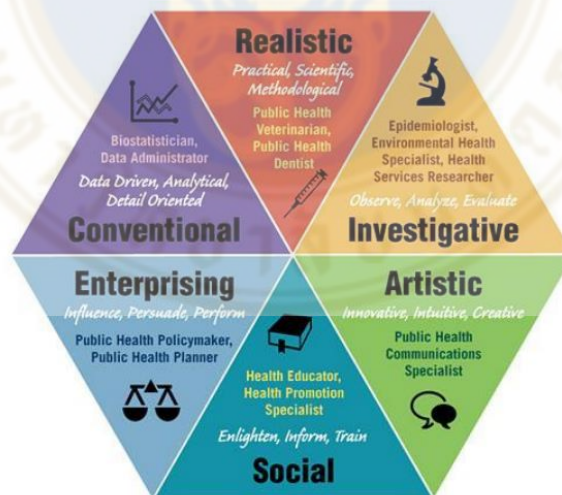 Realistic
Practical, Scientific,
Methodological
Public Health
Veterinarian,
Public Health
Dentist
Biostatistician,
Data Administrator
Data Driven, Analytical,
Detail Oriented
Conventional
Epidemiologist,
Environmental Health
Specialist, Health
Services Researcher
Observe, Analyze, Evaluate
Investigative
Enterprising
Influence, Persuade, Perform
Public Health Policymaker,
Public Health Planner
Artistic
Innovative, Intuitive, Creative
Public Health
Communications
Specialist
Health Educator,
Health Promotion
Specialist
Enlighten, Inform, Train
Social